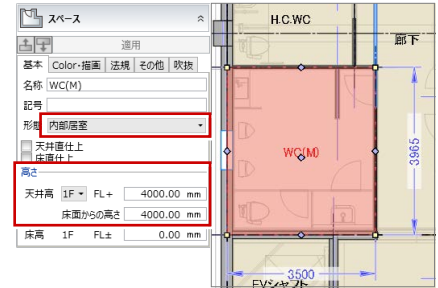 スペース
適用
基本 Color・描画 法規 その他 吹抜
名称 WC(M)
記号
形態 内部居室
天井直仕上
床直仕上
高さ
天井高 1F FL+ 4000.00 mm
床面からの高さ 4000.00 mm
床高 1F FL± 0.00 mm
H.C.WC
廊下
WC(M)
3965
3500
EVシャフト